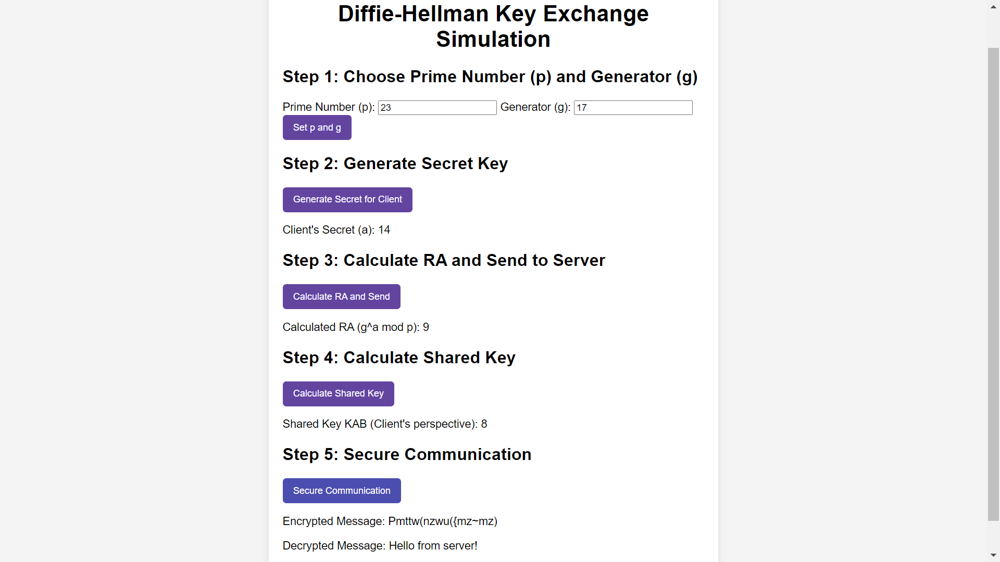 Diffie-Hellman Key Exchange
Simulation
Step 1: Choose Prime Number (p) and Generator (g)
Prime Number (p): 23 Generator (g): 17
Set p and g
Step 2: Generate Secret Key
Generate Secret for Client
Client's Secret (a): 14
Step 3: Calculate RA and Send to Server
Calculate RA and Send
Calculated RA (g^a mod p): 9
Step 4: Calculate Shared Key
Calculate Shared Key
Shared Key KAB (Client's perspective): 8
Step 5: Secure Communication
Secure Communication
Encrypted Message: Pmttw(nzwu({mz~mz)
Decrypted Message: Hello from server!